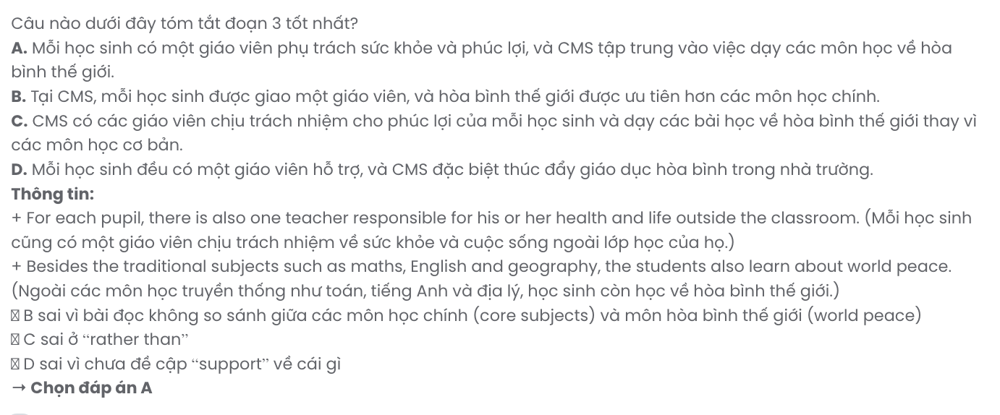 Câu nào dưới đây tóm tắt đoạn 3 tốt nhất?
A. Mỗi học sinh có một giáo viên phụ trách sức khỏe và phúc lợi, và CMS tập trung vào việc dạy các môn học về hòa
bình thế giới.
B. Tại CMS, mỗi học sinh được giao một giáo viên, và hòa bình thế giới được ưu tiên hơn các môn học chính.
C. CMS có các giáo viên chịu trách nhiệm cho phúc lợi của mỗi học sinh và dạy các bài học về hòa bình thế giới thay vì
các môn học cơ bản.
D. Mỗi học sinh đều có một giáo viên hỗ trợ, và CMS đặc biệt thúc đẩy giáo dục hòa bình trong nhà trường.
Thông tin:
+ For each pupil, there is also one teacher responsible for his or her health and life outside the classroom. (Mỗi học sinh
cũng có một giáo viên chịu trách nhiệm về sức khỏe và cuộc sống ngoài lớp học của họ.)
+ Besides the traditional subjects such as maths, English and geography, the students also learn about world peace.
(Ngoài các môn học truyền thống như toán, tiếng Anh và địa lý, học sinh còn học về hòa bình thế giới.)
B sai vì bài đọc không so sánh giữa các môn học chính (core subjects) và môn hòa bình thế giới (world peace)
C sai ở “rather than”
D sai vì chưa đề cập “support” về cái gì
→ Chọn đáp án A